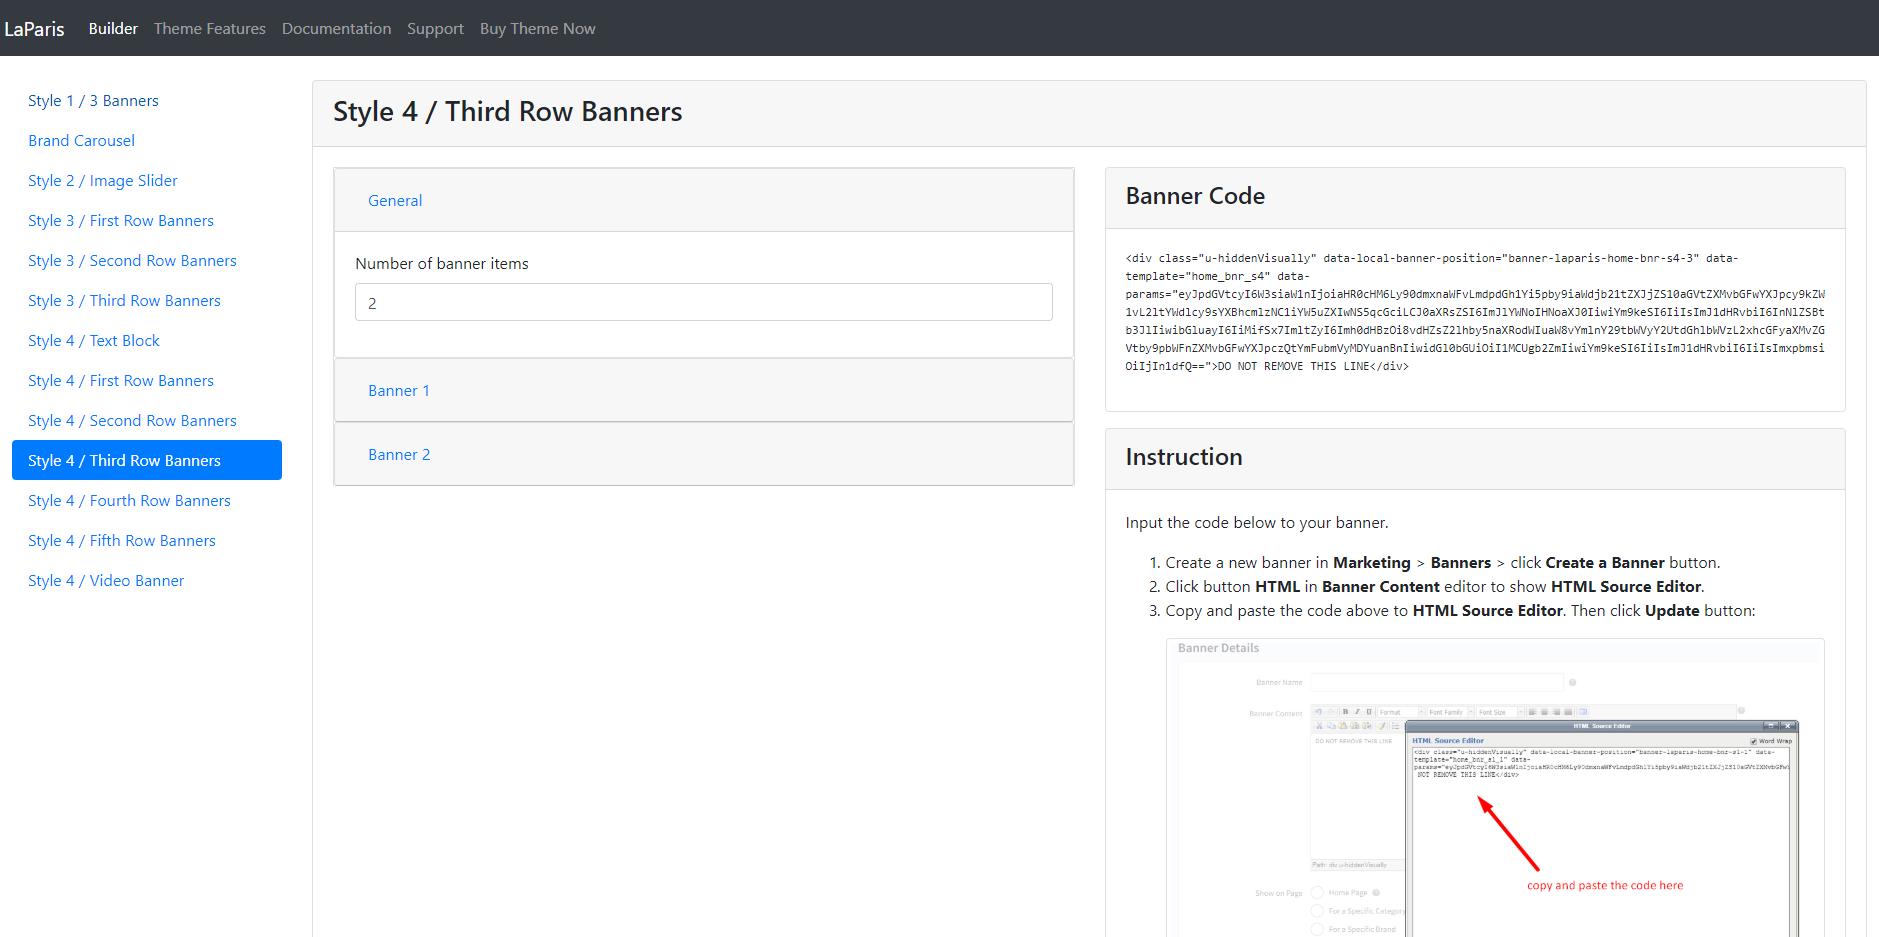 LaParis Builder Theme Features Documentation Support Buy Theme Now
Style 1 / 3 Banners
Brand Carousel
Style 2 / Image Slider
Style 3 / First Row Banners
Style 3 / Second Row Banners
Style 3 / Third Row Banners
Style 4 / Text Block
Style 4 / First Row Banners
Style 4 / Second Row Banners
Style 4 / Third Row Banners
Style 4 / Fourth Row Banners
Style 4 / Fifth Row Banners
Style 4 / Video Banner
Style 4 / Third Row Banners
General
Number of banner items
2
Banner 1
Banner 2
Banner Code
<div class="u-hiddenVisually" data-local-banner-position="banner-laparis-home-bnr-s4-3" data-
template="home_bnr_s4" data-
OiIjIn1dfQ==">DO NOT REMOVE THIS LINE</div>
Instruction
Input the code below to your banner.
1. Create a new banner in Marketing > Banners > click Create a Banner button.
2. Click button HTML in Banner Content editor to show HTML Source Editor.
3. Copy and paste the code above to HTML Source Editor. Then click Update button:
Banner Details
Banner Name
Banner Content
Format Font Family Font Size
DO NOT REMOVE THIS LINE
HTML Source Editor
HTML Source Editor
Word Wrap
<div class="u-hiddenVisually" data-local-banner-position="banner-laparis-home-bnr-s1-1" data-
template="home_bnr_s1_1" data-
NOT REMOVE THIS LINE</div>
copy and paste the code here
Path: div.u-hiddenVisually
Show on Page
Home Page
For a Specific Category
For a Specific Brand